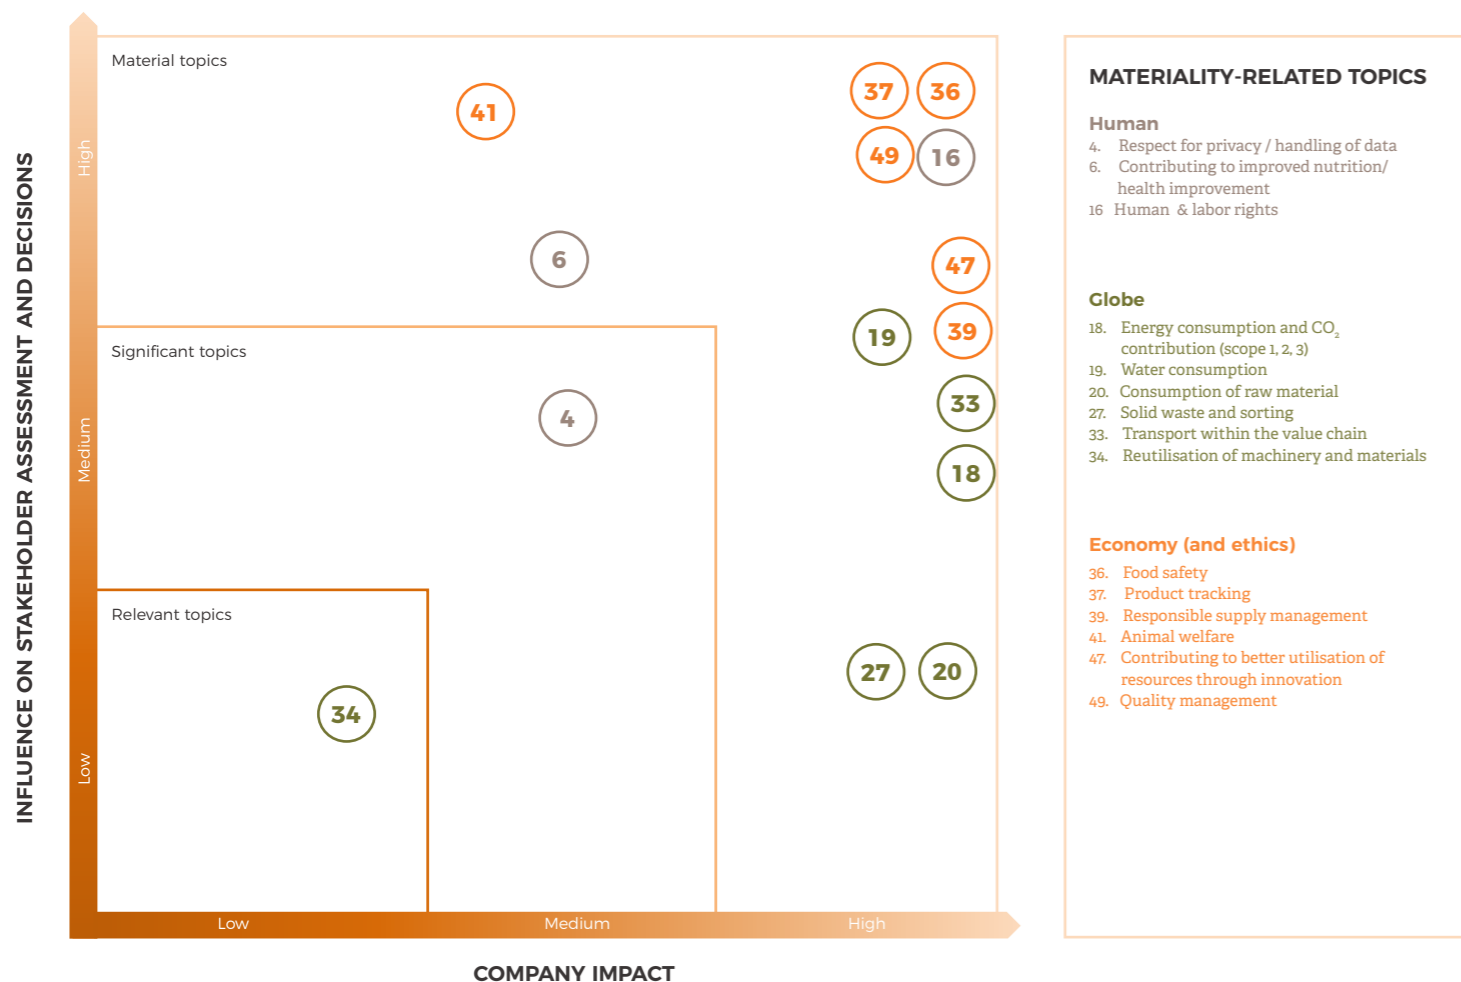 INFLUENCE ON STAKEHOLDER ASSESSMENT AND DECISIONS
High
Medium
Low
Material topics
41
37
36
49
16
6
47
19
39
Significant topics
4
33
18
Relevant topics
34
27
20
Low
Medium
High
COMPANY IMPACT
MATERIALITY-RELATED TOPICS
Human
4. Respect for privacy / handling of data
6. Contributing to improved nutrition/
health improvement
16 Human & labor rights
Globe
18. Energy consumption and CO₂
contribution (scope 1, 2, 3)
19. Water consumption
20. Consumption of raw material
27. Solid waste and sorting
33. Transport within the value chain
34. Reutilisation of machinery and materials
Economy (and ethics)
36. Food safety
37. Product tracking
39. Responsible supply management
41. Animal welfare
47. Contributing to better utilisation of
resources through innovation
49. Quality management